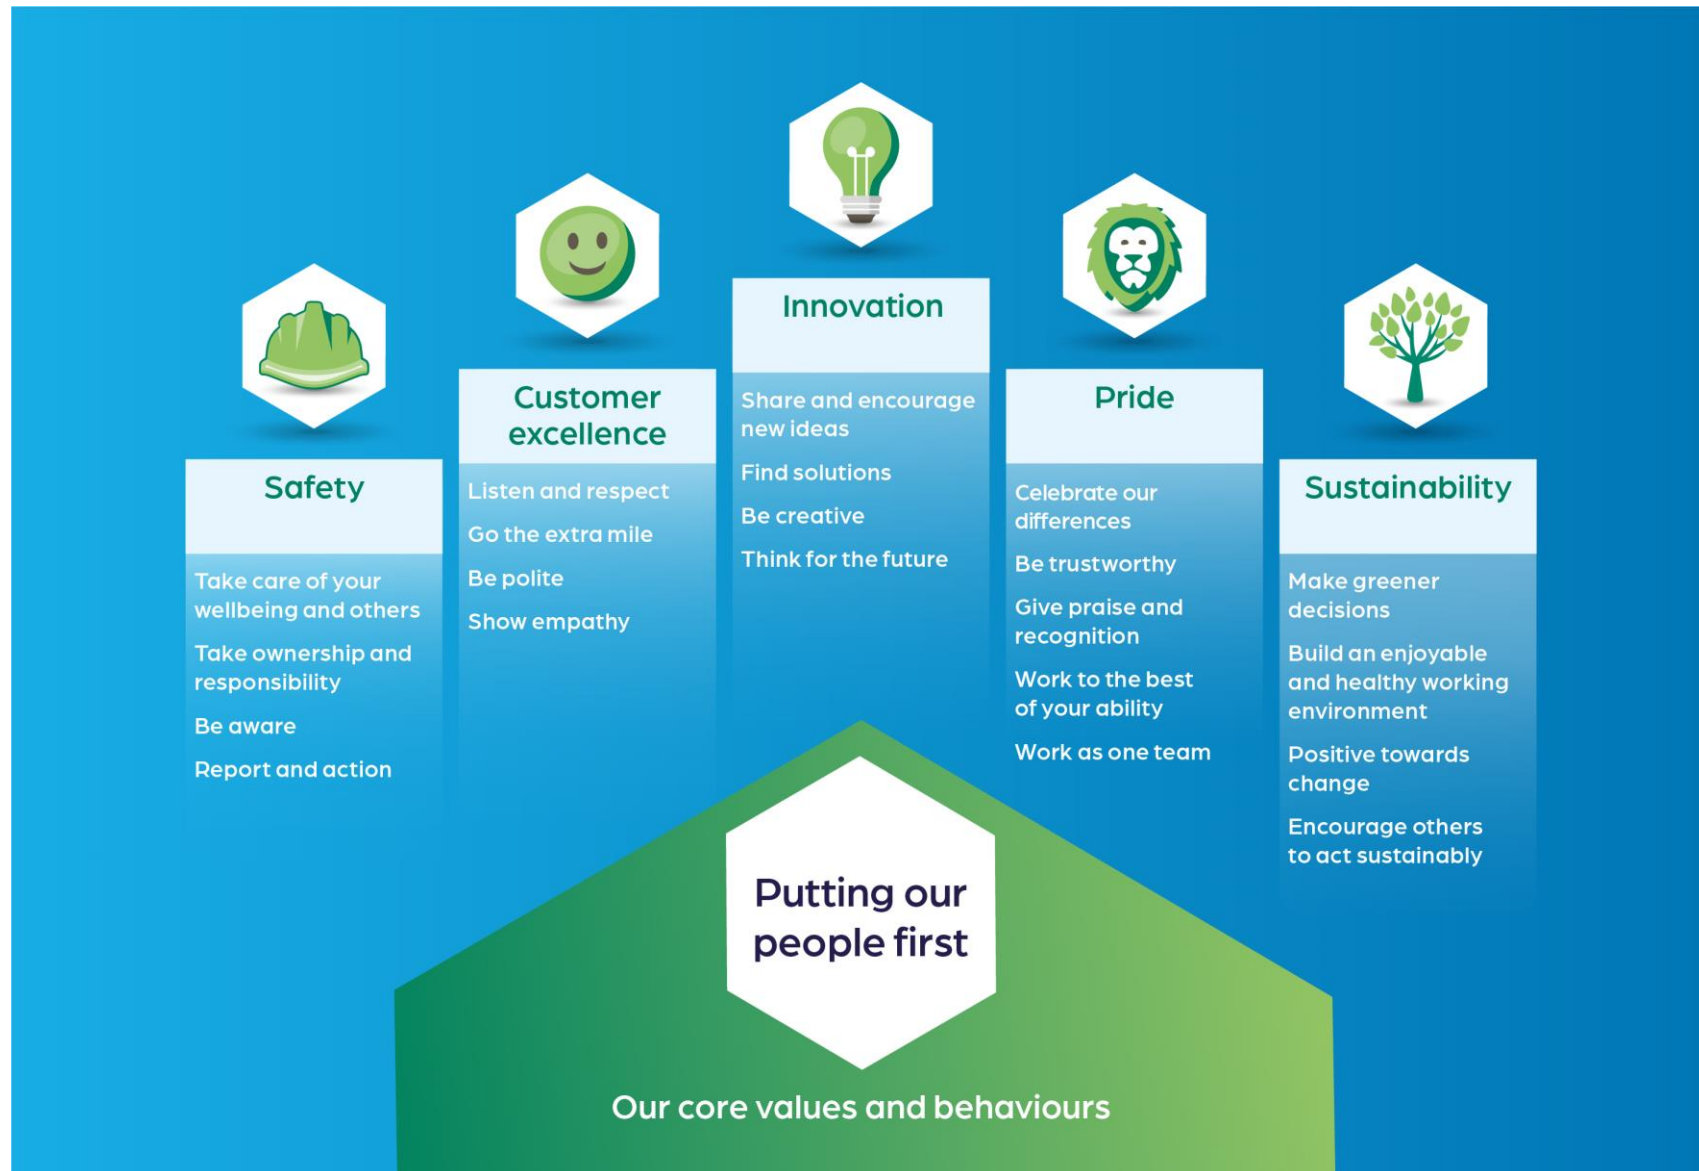 Safety
Take care of your
wellbeing and others
Take ownership and
responsibility
Be aware
Report and action
Customer
excellence
Listen and respect
Go the extra mile
Be polite
Show empathy
Innovation
Share and encourage
new ideas
Find solutions
Be creative
Think for the future
Pride
Celebrate our
differences
Be trustworthy
Give praise and
recognition
Work to the best
of your ability
Work as one team
Sustainability
Make greener
decisions
Build an enjoyable
and healthy working
environment
Positive towards
change
Encourage others
to act sustainably
Putting our
people first
Our core values and behaviours